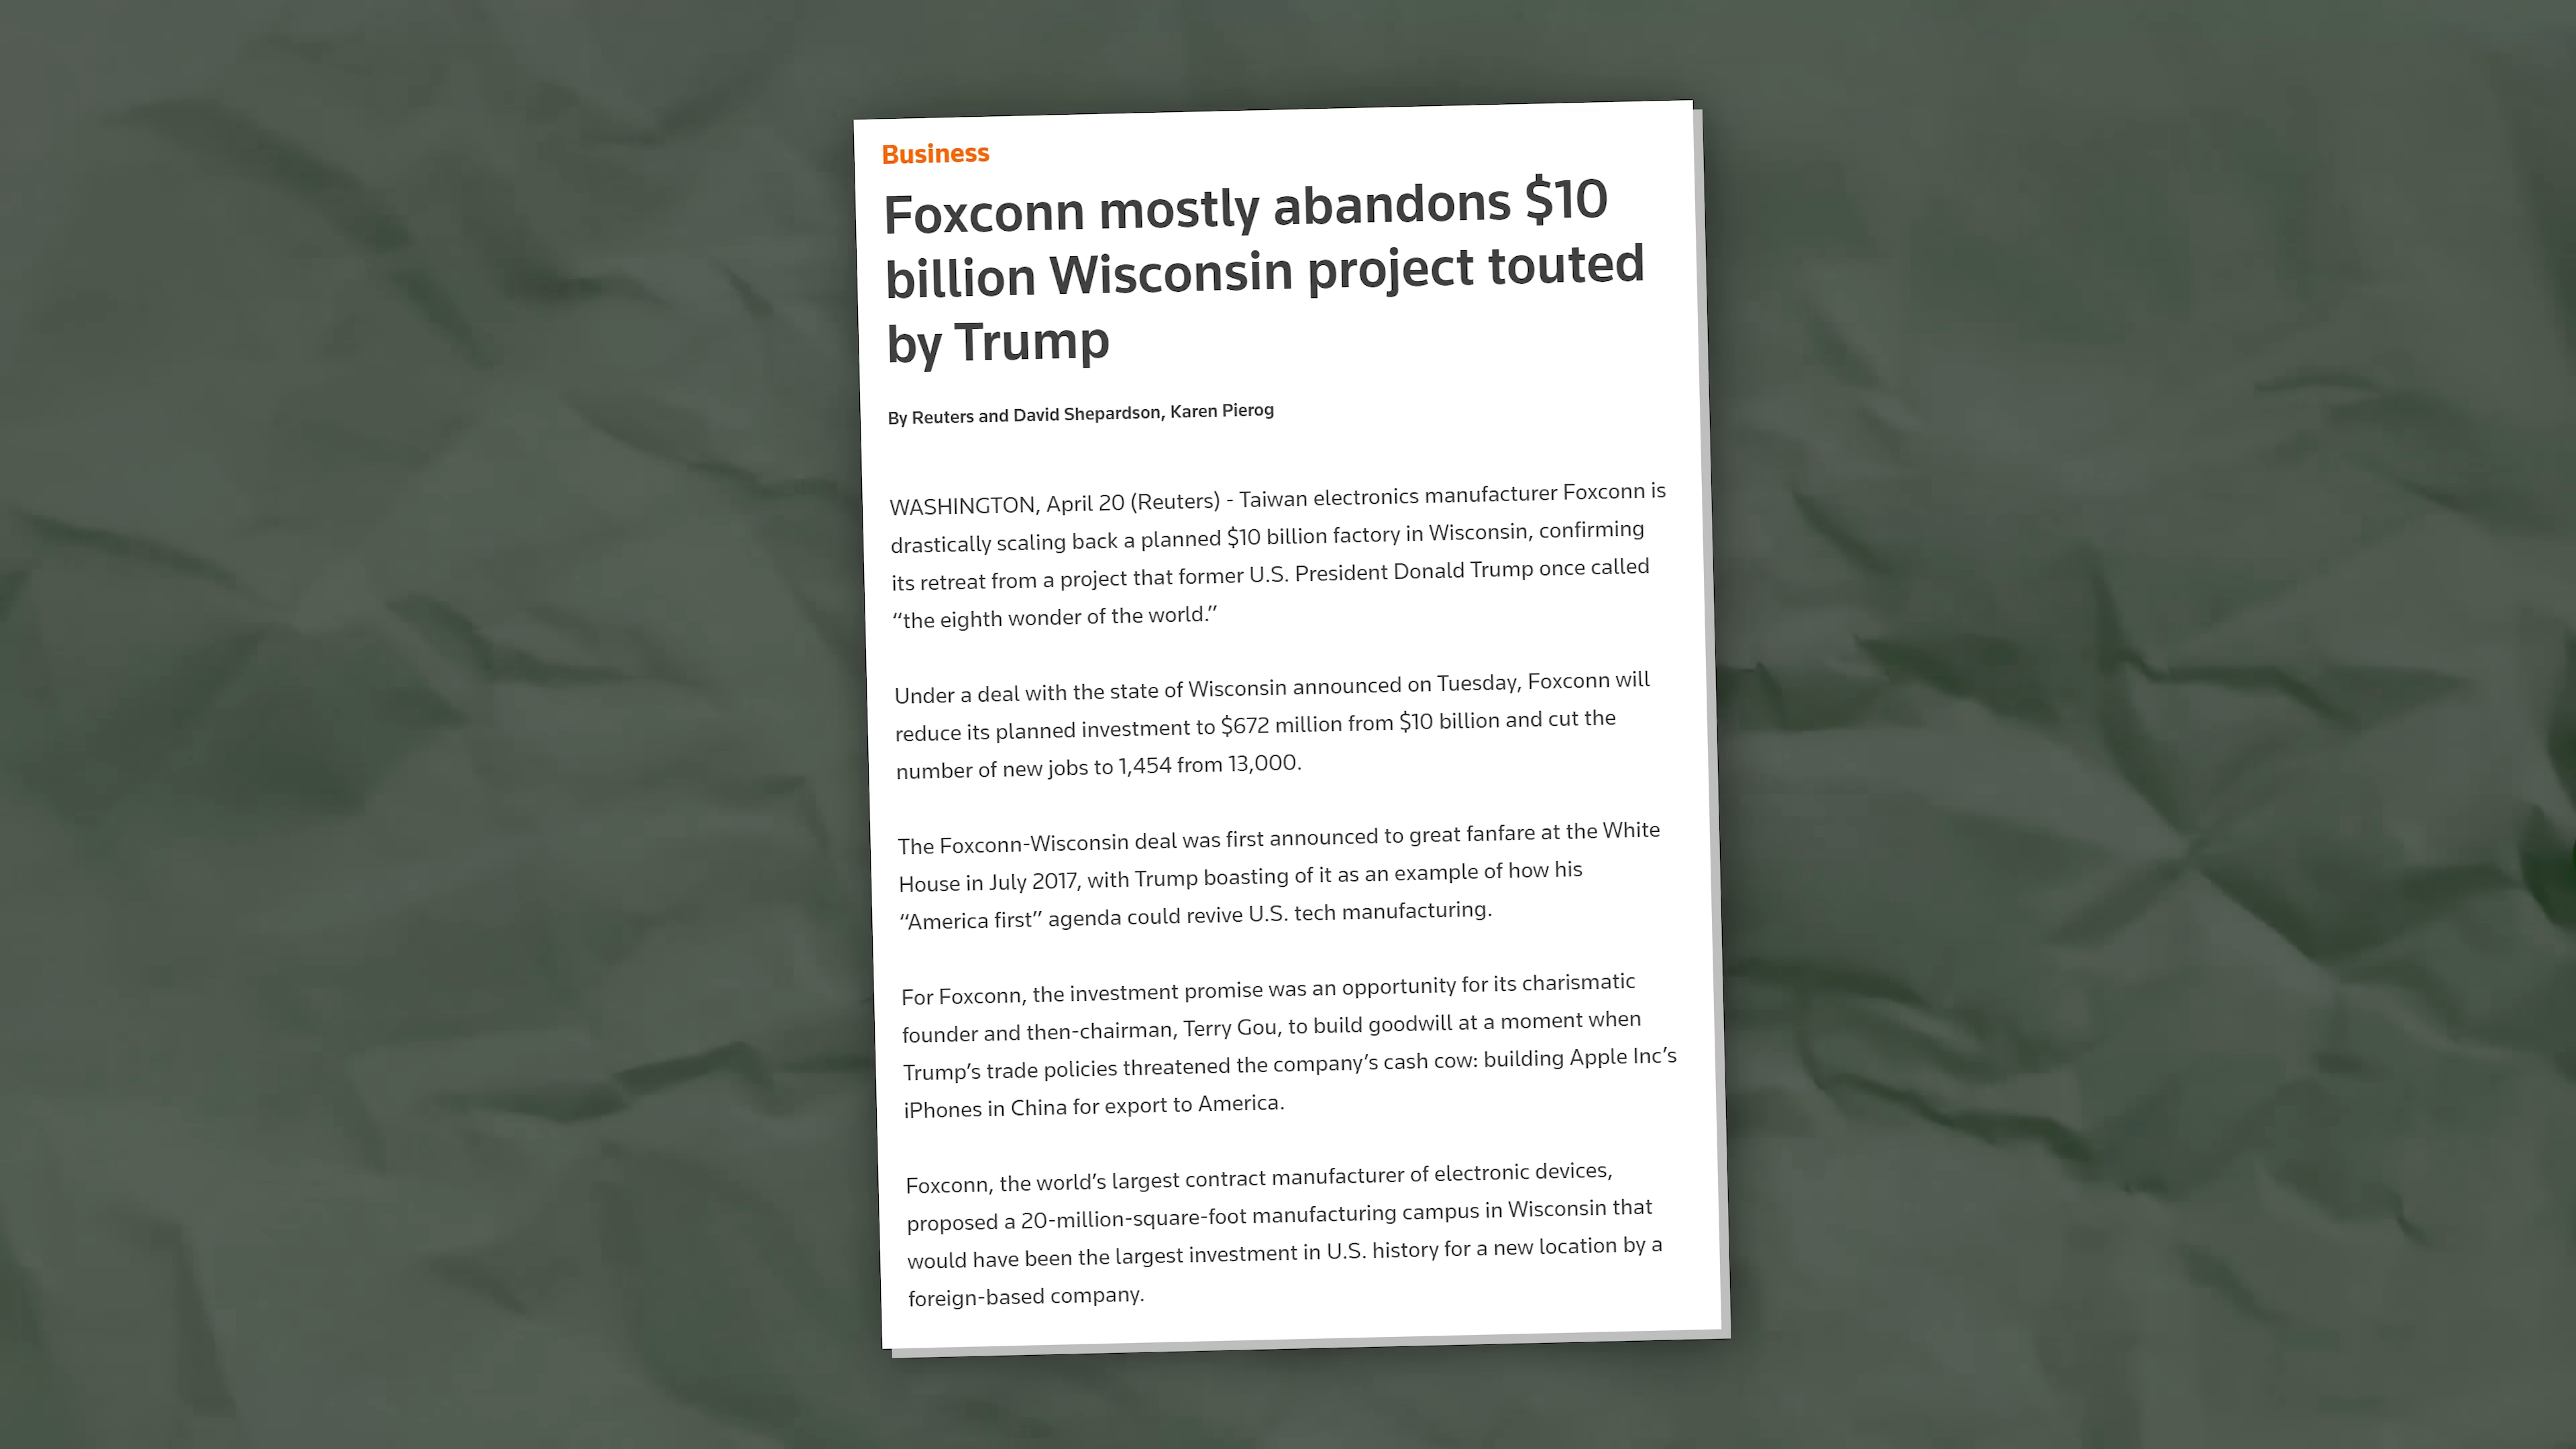 Business
Foxconn mostly abandons $10
billion Wisconsin project touted
by Trump
By Reuters and David Shepardson, Karen Pierog
WASHINGTON, April 20 (Reuters) - Taiwan electronics manufacturer Foxconn is
drastically scaling back a planned $10 billion factory in Wisconsin, confirming
its retreat from a project that former U.S. President Donald Trump once called
“the eighth wonder of the world.”
Under a deal with the state of Wisconsin announced on Tuesday, Foxconn will
reduce its planned investment to $672 million from $10 billion and cut the
number of new jobs to 1,454 from 13,000.
The Foxconn-Wisconsin deal was first announced to great fanfare at the White
House in July 2017, with Trump boasting of it as an example of how his
“America first” agenda could revive U.S. tech manufacturing.
For Foxconn, the investment promise was an opportunity for its charismatic
founder and then-chairman, Terry Gou, to build goodwill at a moment when
Trump’s trade policies threatened the company’s cash cow: building Apple Inc’s
iPhones in China for export to America.
Foxconn, the world’s largest contract manufacturer of electronic devices,
proposed a 20-million-square-foot manufacturing campus in Wisconsin that
would have been the largest investment in U.S. history for a new location by a
foreign-based company.